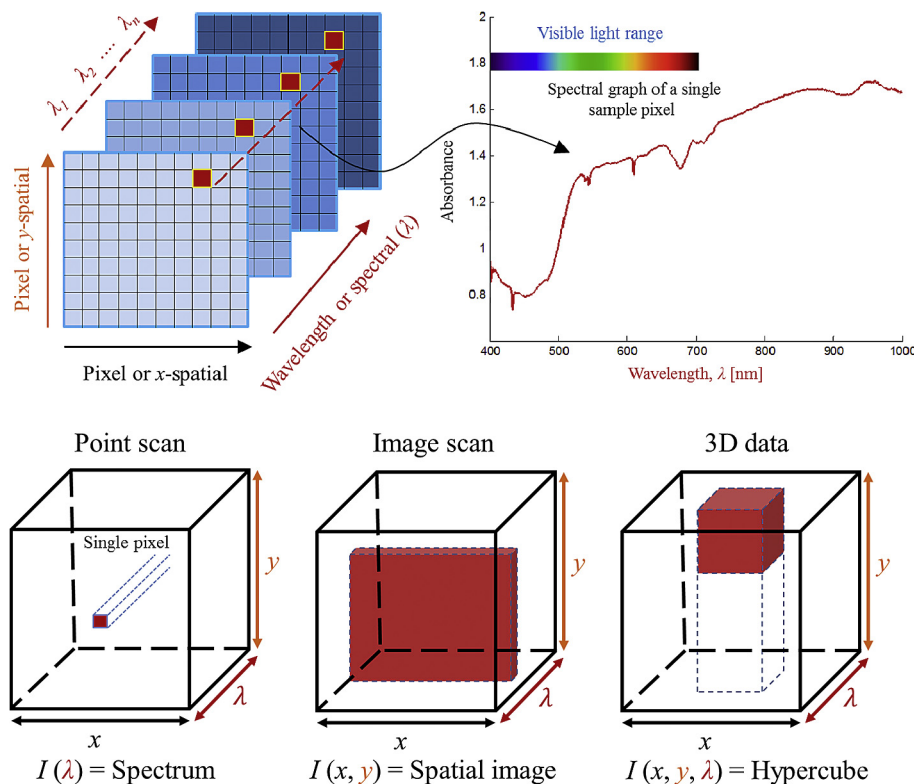 λ1 λ2 .... λn
Pixel or y-spatial
Pixel or x-spatial
Wavelength or spectral (λ)
2
1.8
1.6
1.4
1.2
1
0.8
Absorbance
Visible light range
Spectral graph of a single
sample pixel
400 500 600 700 800 900 1000
Wavelength, λ [nm]
Point scan
Single pixel
y
λ
x
I (λ) = Spectrum
Image scan
y
λ
x
I (x, y) = Spatial image
3D data
y
λ
x
I (x, y, λ) = Hypercube